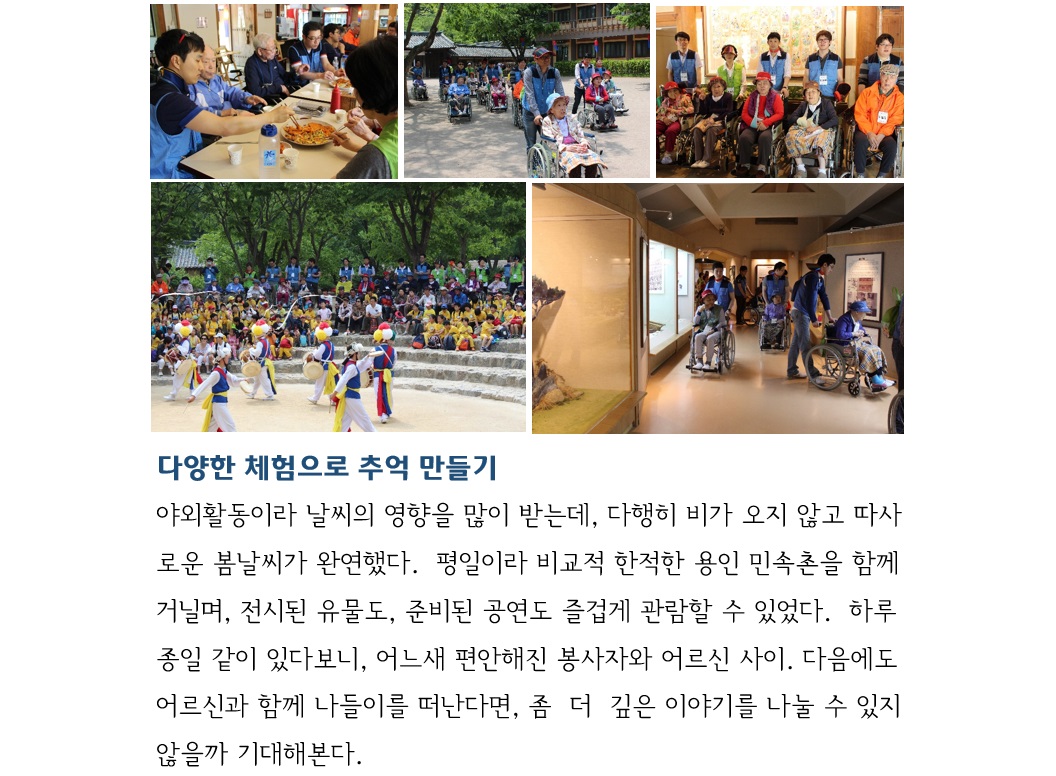 다양한 체험으로 추억 만들기
야외활동이라 날씨의 영향을 많이 받는데, 다행히 비가 오지 않고 따사
로운 봄날씨가 완연했다. 평일이라 비교적 한적한 용인 민속촌을 함께
거닐며, 전시된 유물도, 준비된 공연도 즐겁게 관람할 수 있었다. 하루
종일 같이 있다보니, 어느새 편안해진 봉사자와 어르신 사이. 다음에도
어르신과 함께 나들이를 떠난다면, 좀 더 깊은 이야기를 나눌 수 있지
않을까 기대해본다.